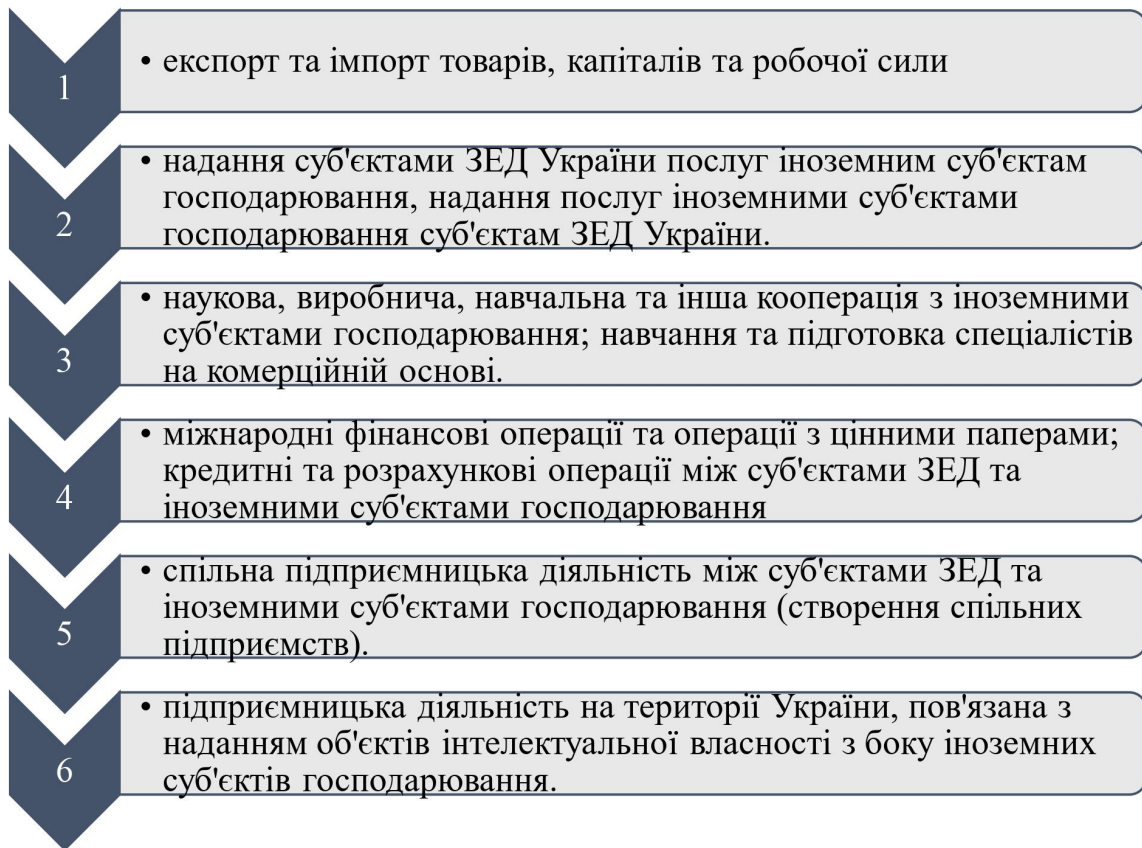 1
• експорт та імпорт товарів, капіталів та робочої сили
2
• надання суб'єктами ЗЕД України послуг іноземним суб'єктам
господарювання, надання послуг іноземними суб'єктами
господарювання суб'єктам ЗЕД України.
3
• наукова, виробнича, навчальна та інша кооперація з іноземними
суб'єктами господарювання; навчання та підготовка спеціалістів
на комерційній основі.
4
• міжнародні фінансові операції та операції з цінними паперами;
кредитні та розрахункові операції між суб'єктами ЗЕД та
іноземними суб'єктами господарювання
5
• спільна підприємницька діяльність між суб'єктами ЗЕД та
іноземними суб'єктами господарювання (створення спільних
підприємств).
6
• підприємницька діяльність на території України, пов'язана з
наданням об'єктів інтелектуальної власності з боку іноземних
суб'єктів господарювання.